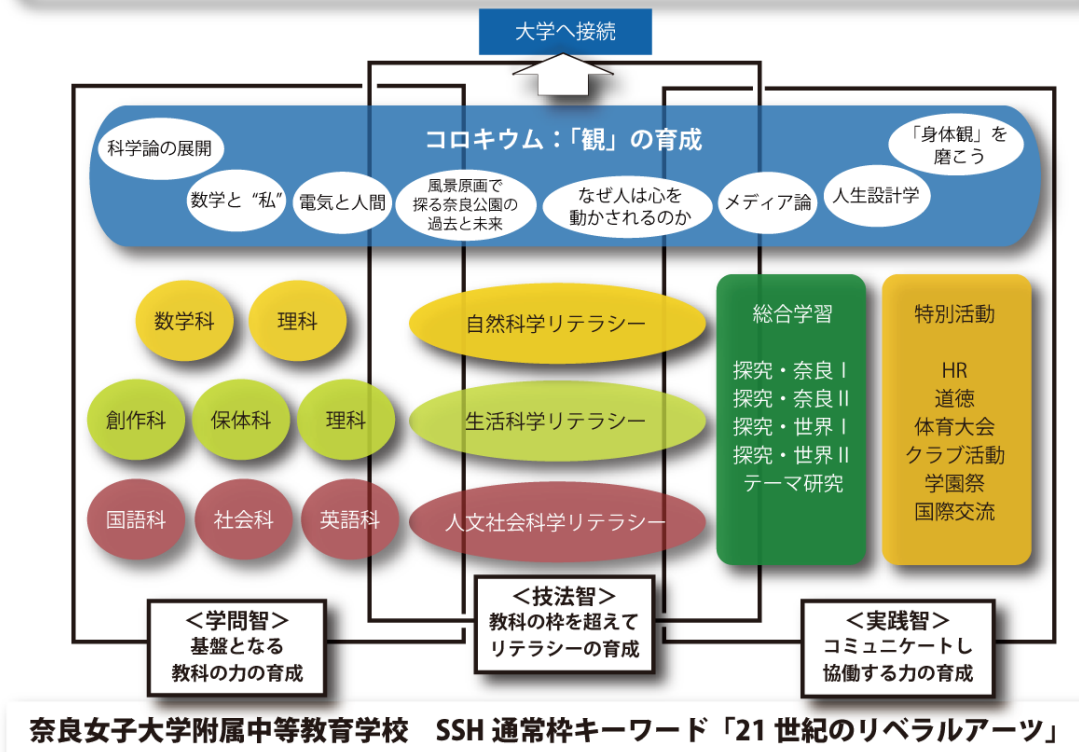 大学へ接続
コロキウム：「観」の育成
科学論の展開
数学と“私”
電気と人間
風景原画で
探る奈良公園の
過去と未来
なぜ人は心を
動かされるのか
メディア論
人生設計学
「身体観」を
磨こう
数学科
理科
自然科学リテラシー
創作科
保体科
理科
生活科学リテラシー
国語科
社会科
英語科
人文社会科学リテラシー
総合学習
探究・奈良Ⅰ
探究・奈良Ⅱ
探究・世界Ⅰ
探究・世界Ⅱ
テーマ研究
特別活動
HR
道徳
体育大会
クラブ活動
学園祭
国際交流
＜学問智＞
基盤となる
教科の力の育成
＜技法智＞
教科の枠を超えて
リテラシーの育成
＜実践智＞
コミュニケートし
協働する力の育成
奈良女子大学附属中等教育学校　SSH 通常枠キーワード「21 世紀のリベラルアーツ」